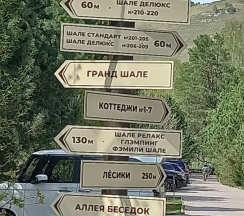 60м ШАЛЕ ДЕЛЮКС
№210-220
ШАЛЕ СТАНДАРТ №201-205
ШАЛЕ ДЕЛЮКС №206-209 60м
ГРАНД ШАЛЕ
КОТТЕДЖИ №1-7
130м ШАЛЕ РЕЛАКС
ГЛЭМПИНГ
ФЭМИЛИ ШАЛЕ
ЛЁСИКИ 250м
АЛЛЕЯ БЕСЕДОК